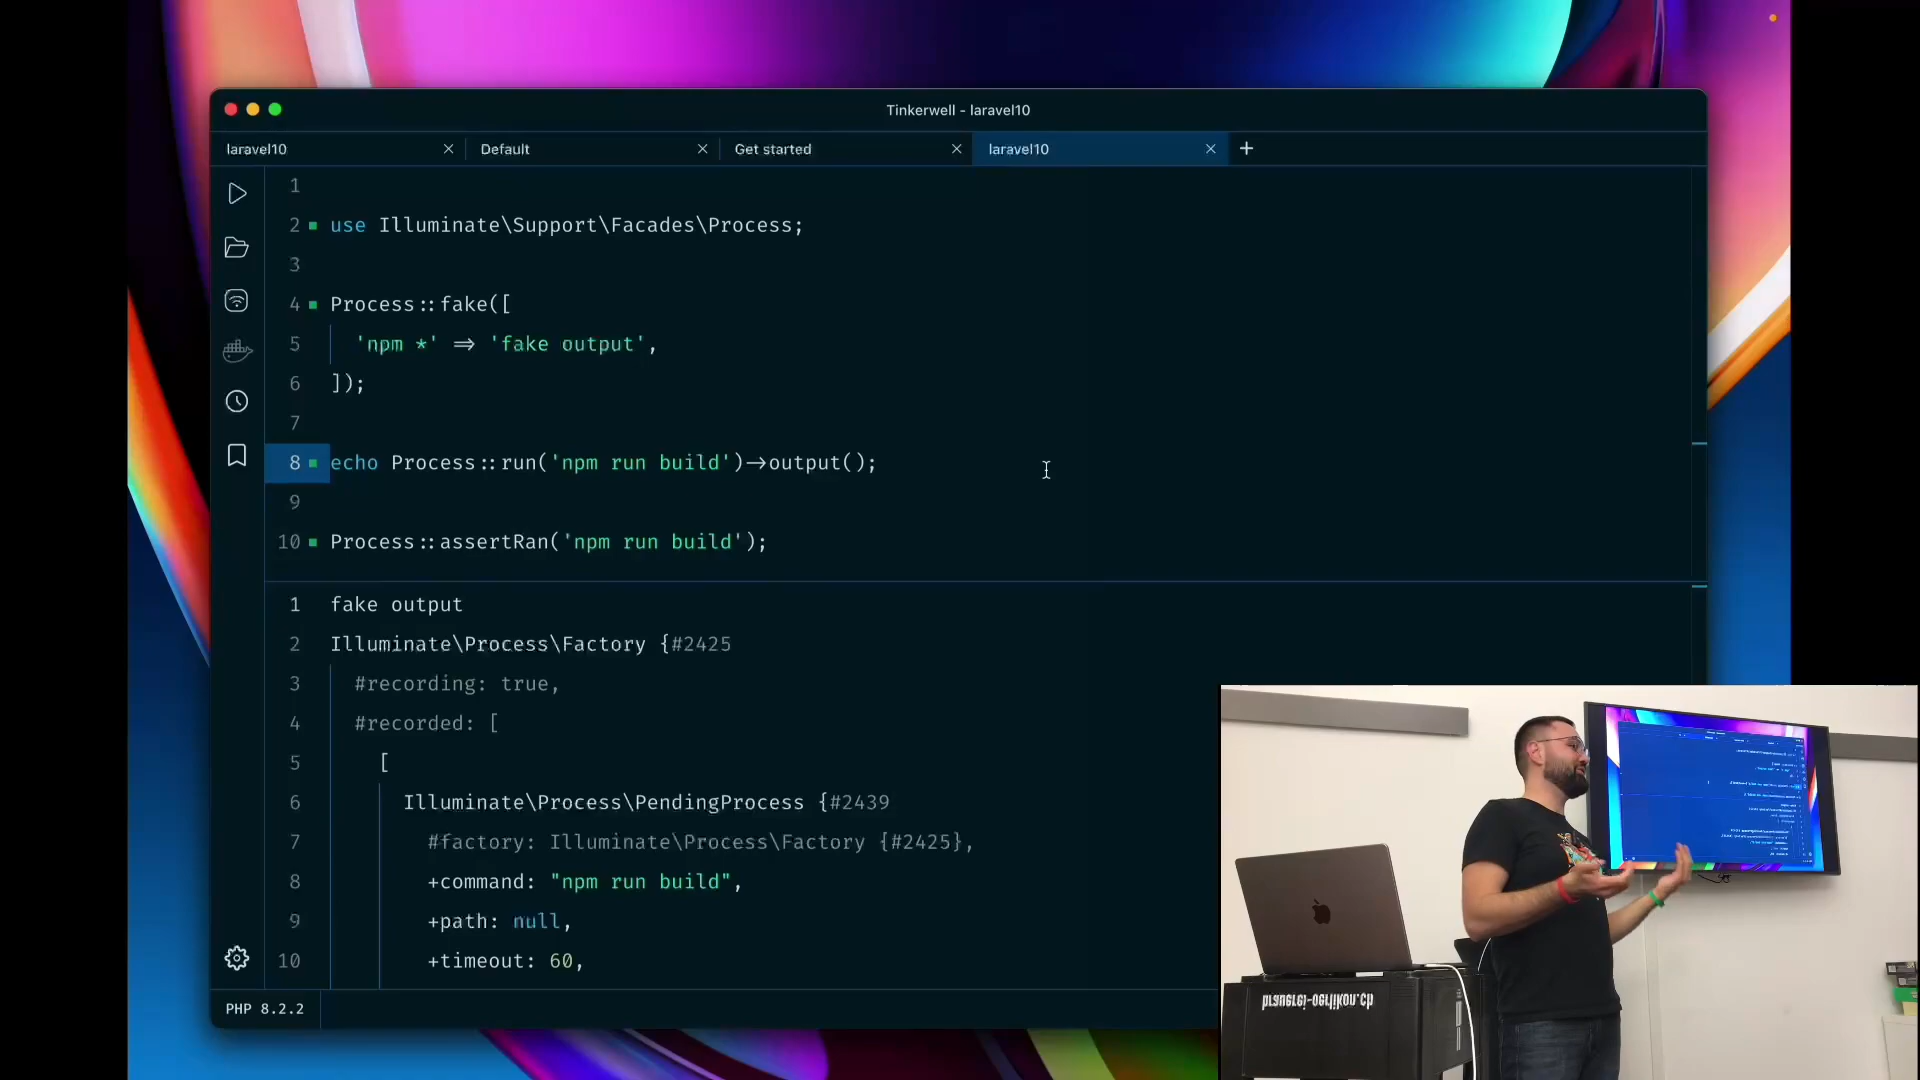 Tinkerwell - laravel10
laravel10
Default
Get started
laravel10
1
2 use Illuminate\Support\Facades\Process;
3
4 Process::fake([
5 'npm *' => 'fake output',
6 ]);
7
8 echo Process::run('npm run build')->output();
9
10 Process::assertRan('npm run build');
1 fake output
2 Illuminate\Process\Factory {#2425
3 #recording: true,
4 #recorded: [
5 [
6 Illuminate\Process\PendingProcess {#2439
7 #factory: Illuminate\Process\Factory {#2425},
8 +command: "npm run build",
9 +path: null,
10 +timeout: 60,
PHP 8.2.2
brauerei-oerlikon.ch